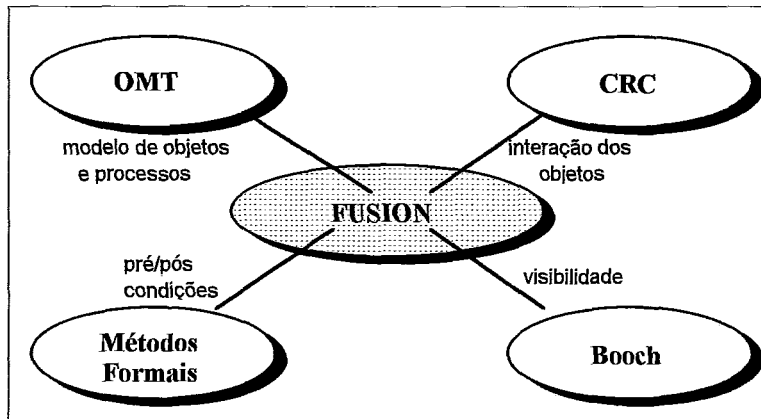 OMT
CRC
modelo de objetos
e processos
interação dos
objetos
FUSION
pré/pós
condições
visibilidade
Métodos
Formais
Booch